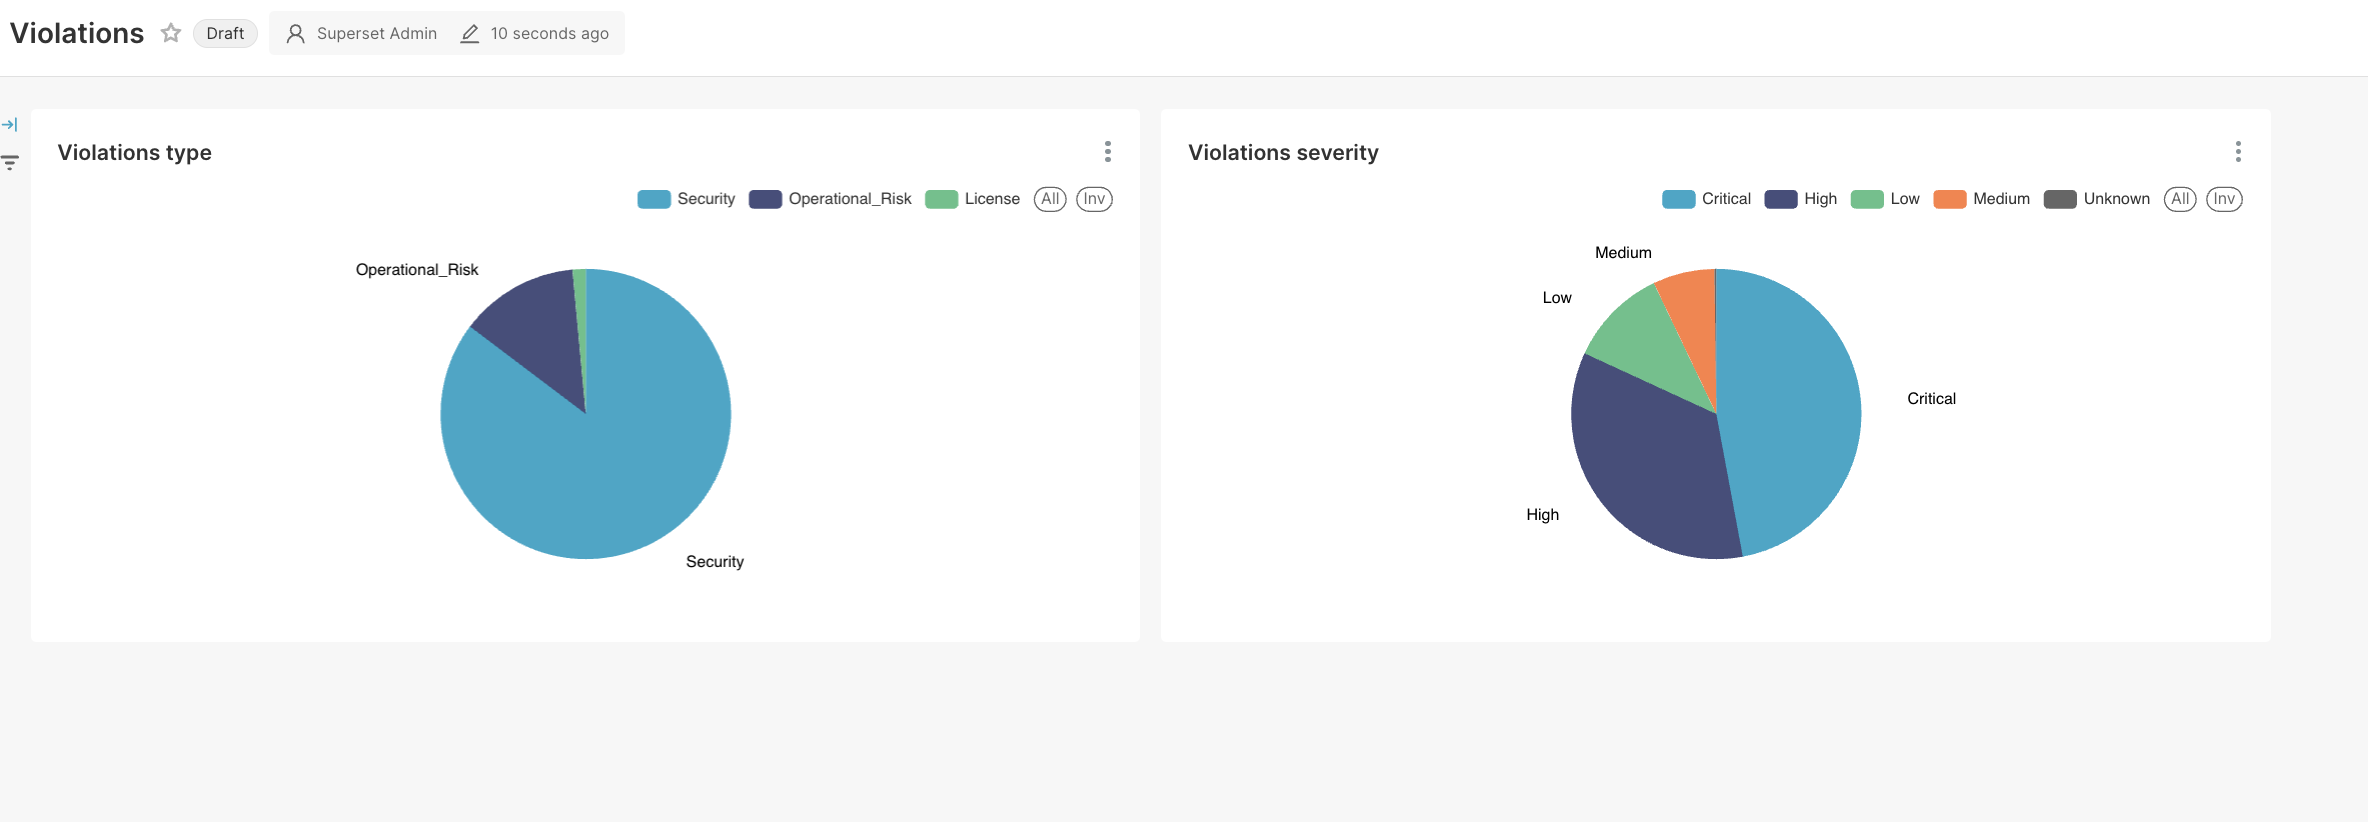 Violations Draft Superset Admin 10 seconds ago
Violations type
Security Operational_Risk License All Inv
Operational_Risk
Security
Violations severity
Critical High Low Medium Unknown All Inv
Medium
Low
Critical
High